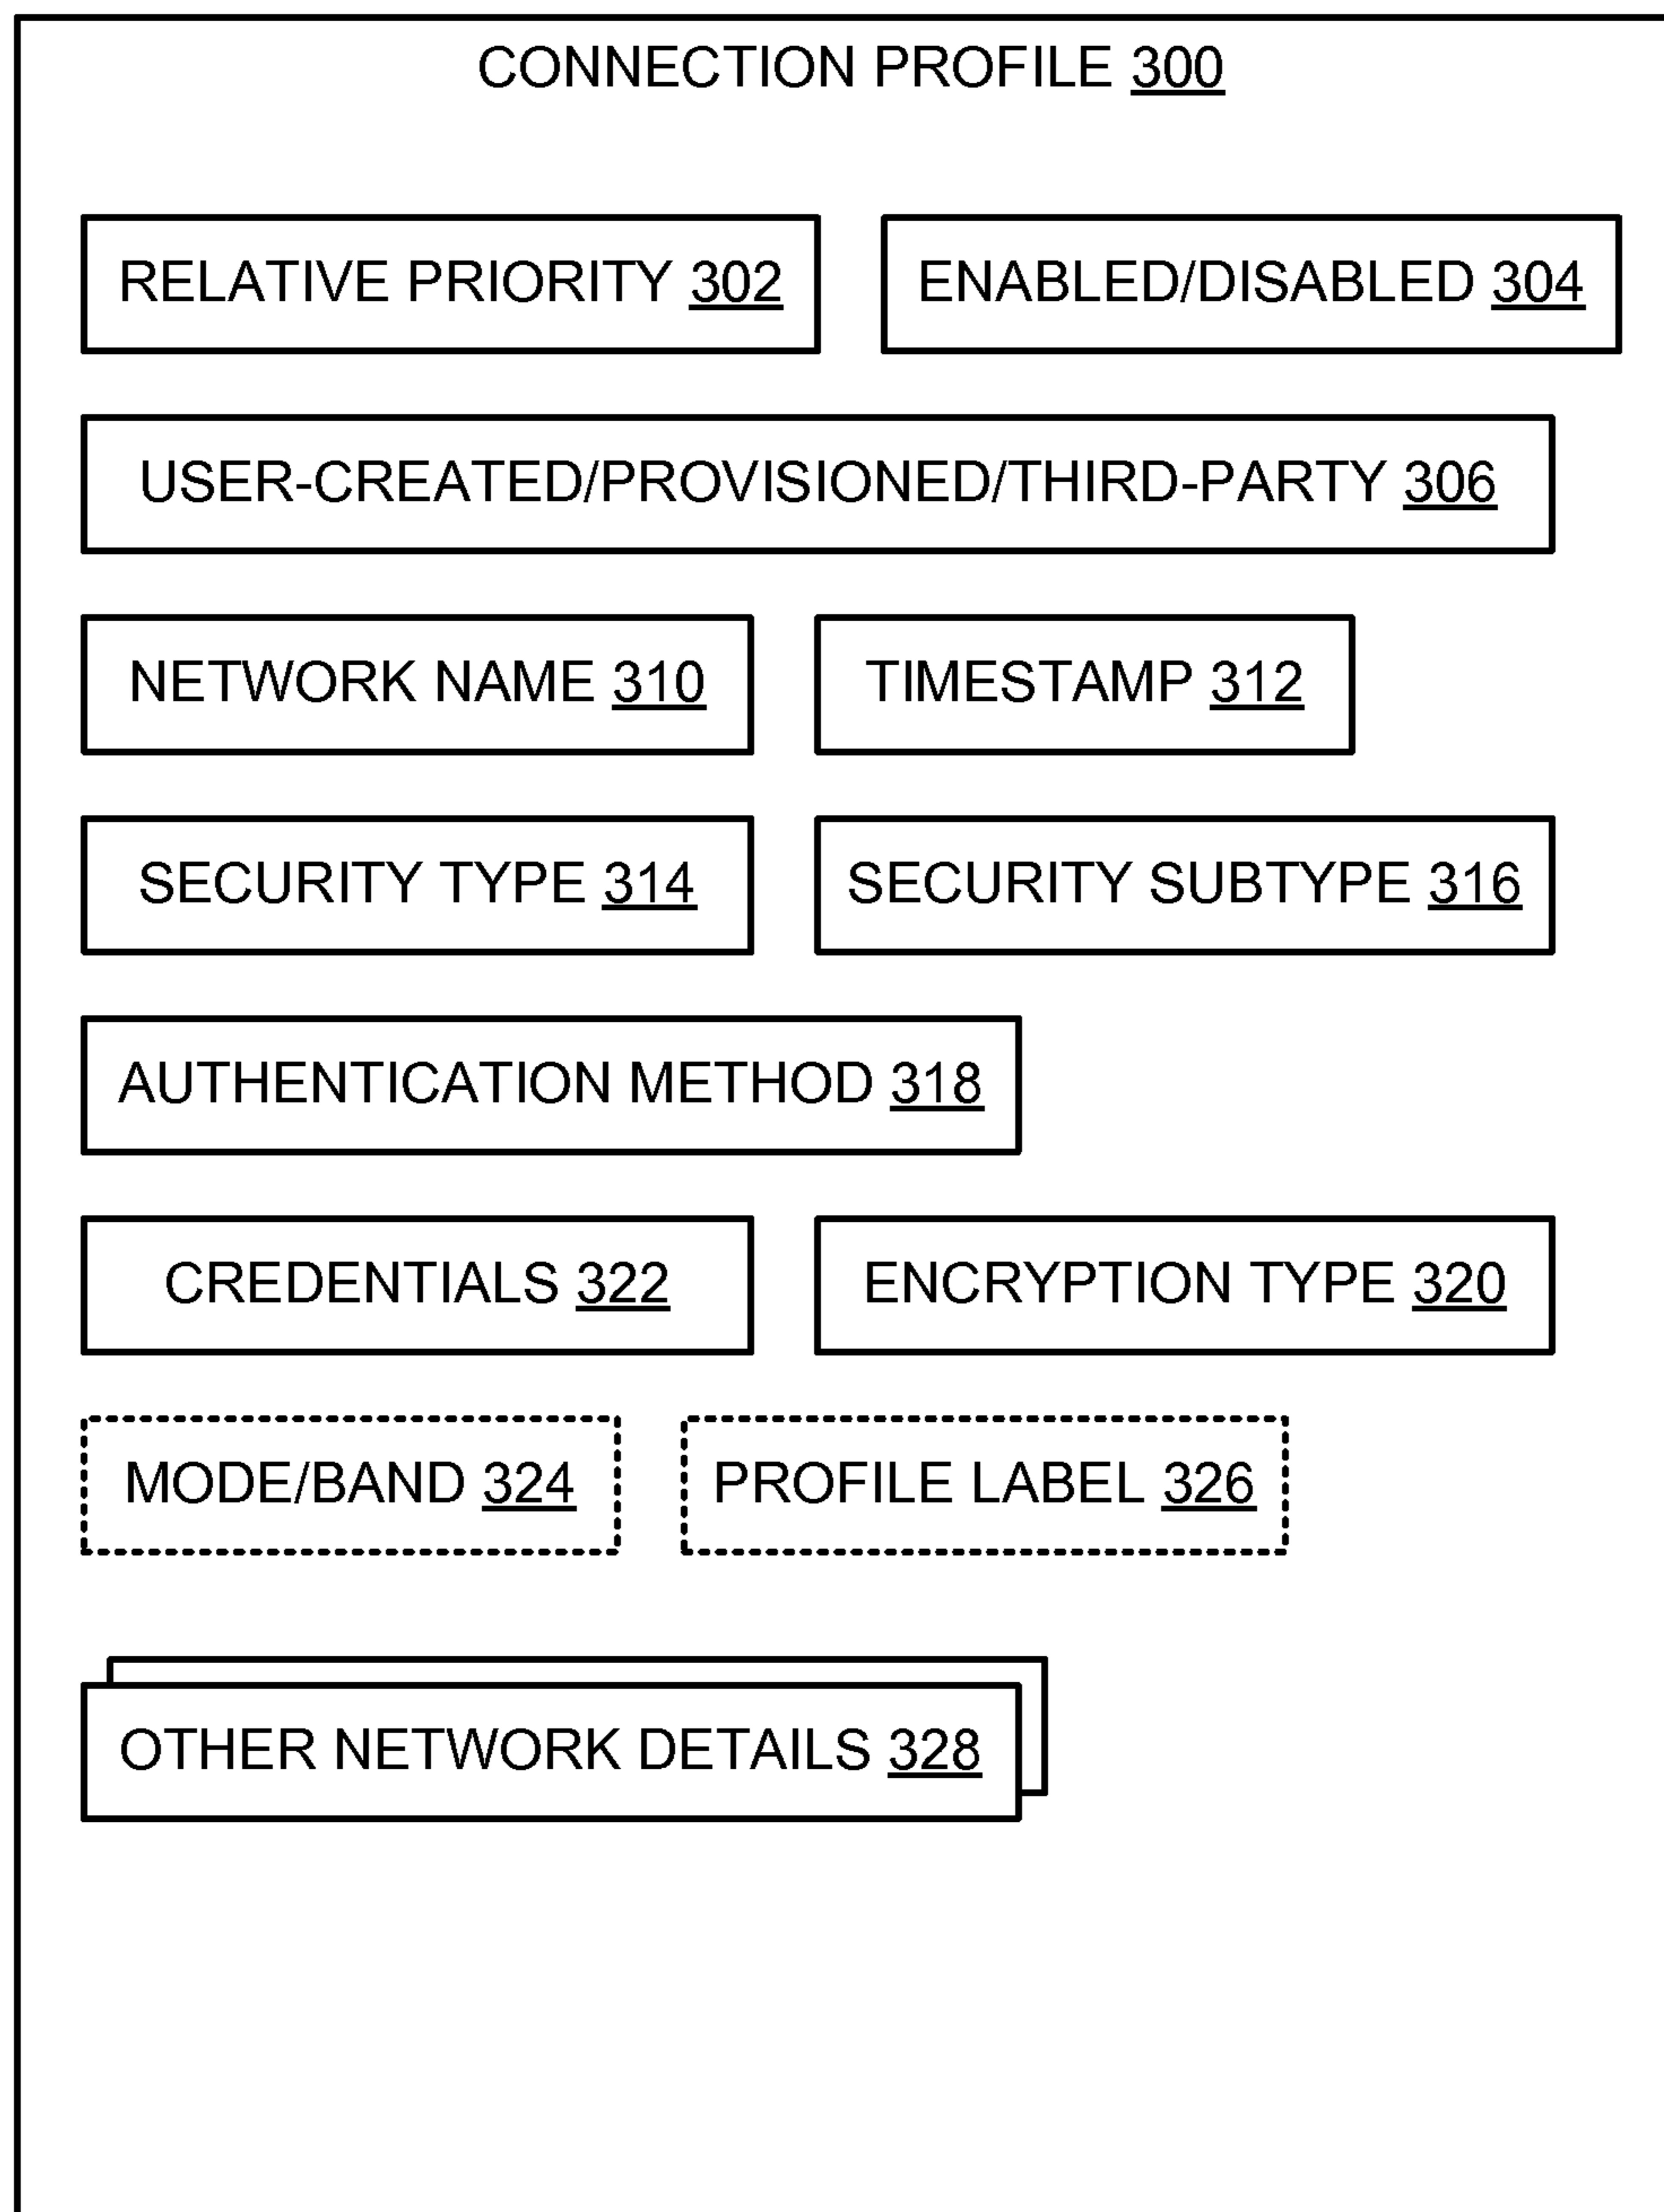 CONNECTION PROFILE 300
RELATIVE PRIORITY 302
ENABLED/DISABLED 304
USER-CREATED/PROVISIONED/THIRD-PARTY 306
NETWORK NAME 310
TIMESTAMP 312
SECURITY TYPE 314
SECURITY SUBTYPE 316
AUTHENTICATION METHOD 318
CREDENTIALS 322
ENCRYPTION TYPE 320
MODE/BAND 324
PROFILE LABEL 326
OTHER NETWORK DETAILS 328